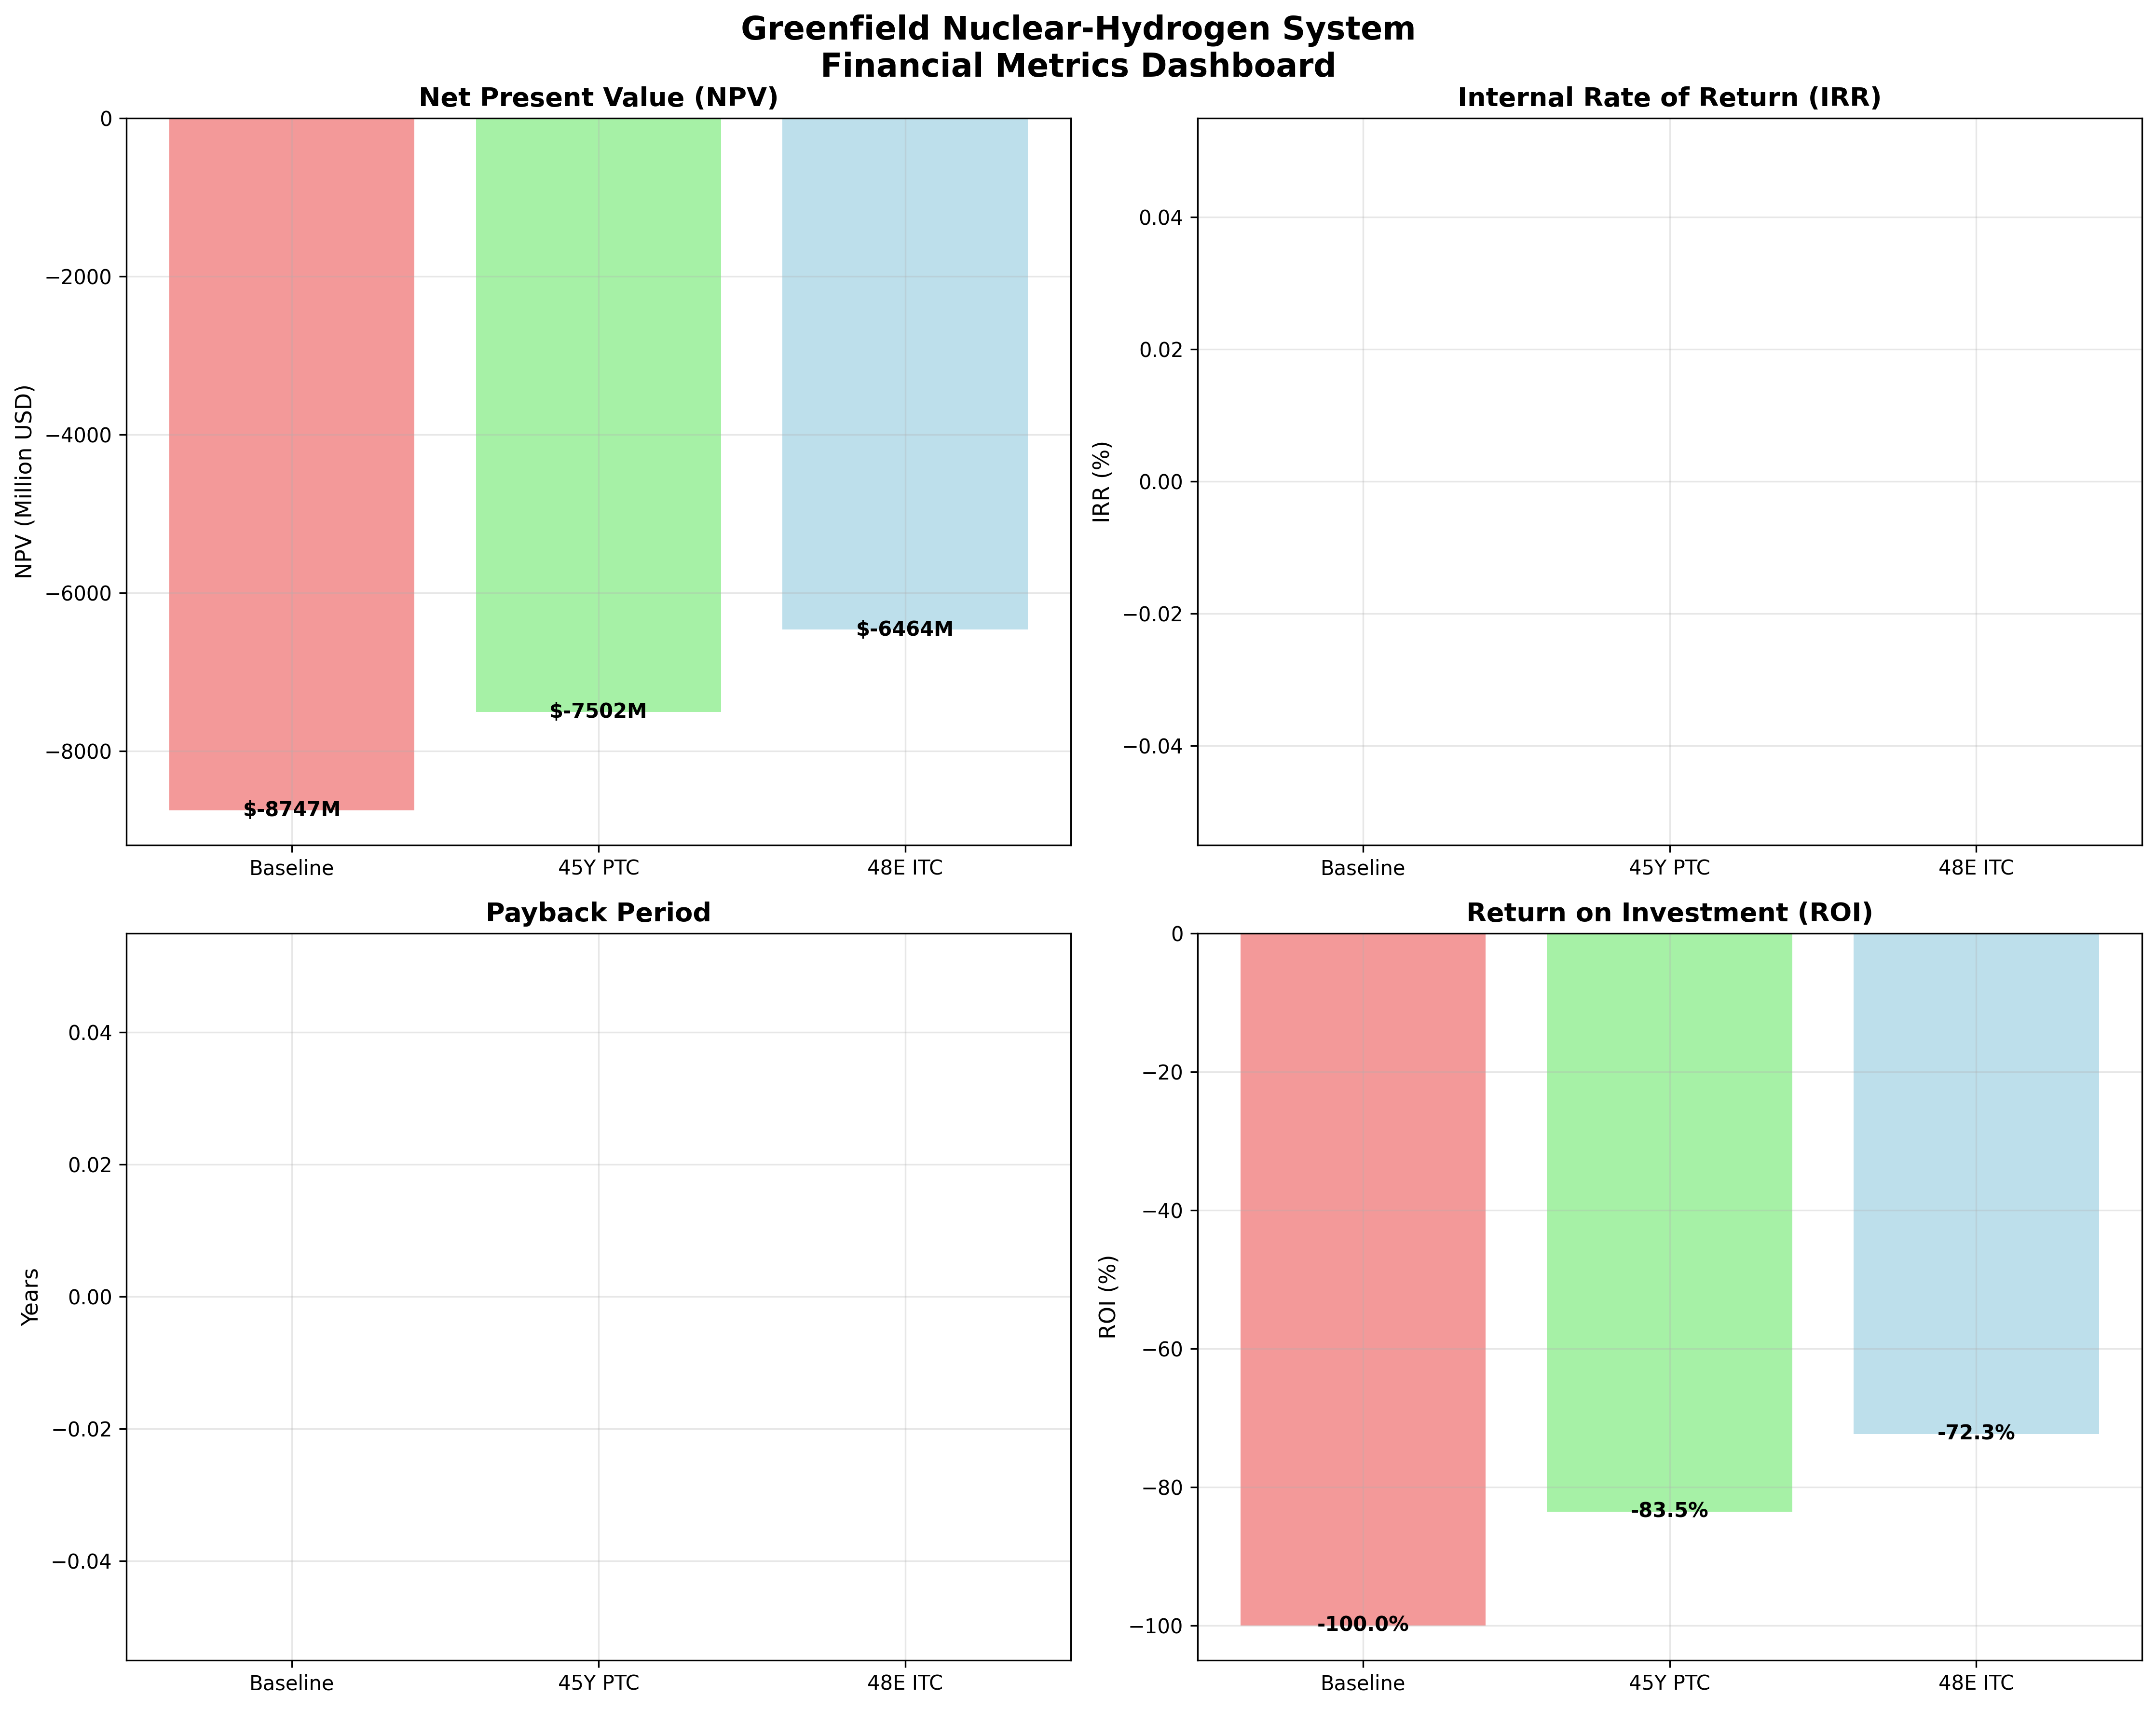 Greenfield Nuclear-Hydrogen System
Financial Metrics Dashboard
Net Present Value (NPV)
NPV (Million USD)
0
−2000
−4000
−6000
−8000
$-8747M
$-7502M
$-6464M
Baseline
45Y PTC
48E ITC
Internal Rate of Return (IRR)
IRR (%)
0.04
0.02
0.00
−0.02
−0.04
Baseline
45Y PTC
48E ITC
Payback Period
Years
0.04
0.02
0.00
−0.02
−0.04
Baseline
45Y PTC
48E ITC
Return on Investment (ROI)
ROI (%)
0
−20
−40
−60
−80
−100
-100.0%
-83.5%
-72.3%
Baseline
45Y PTC
48E ITC